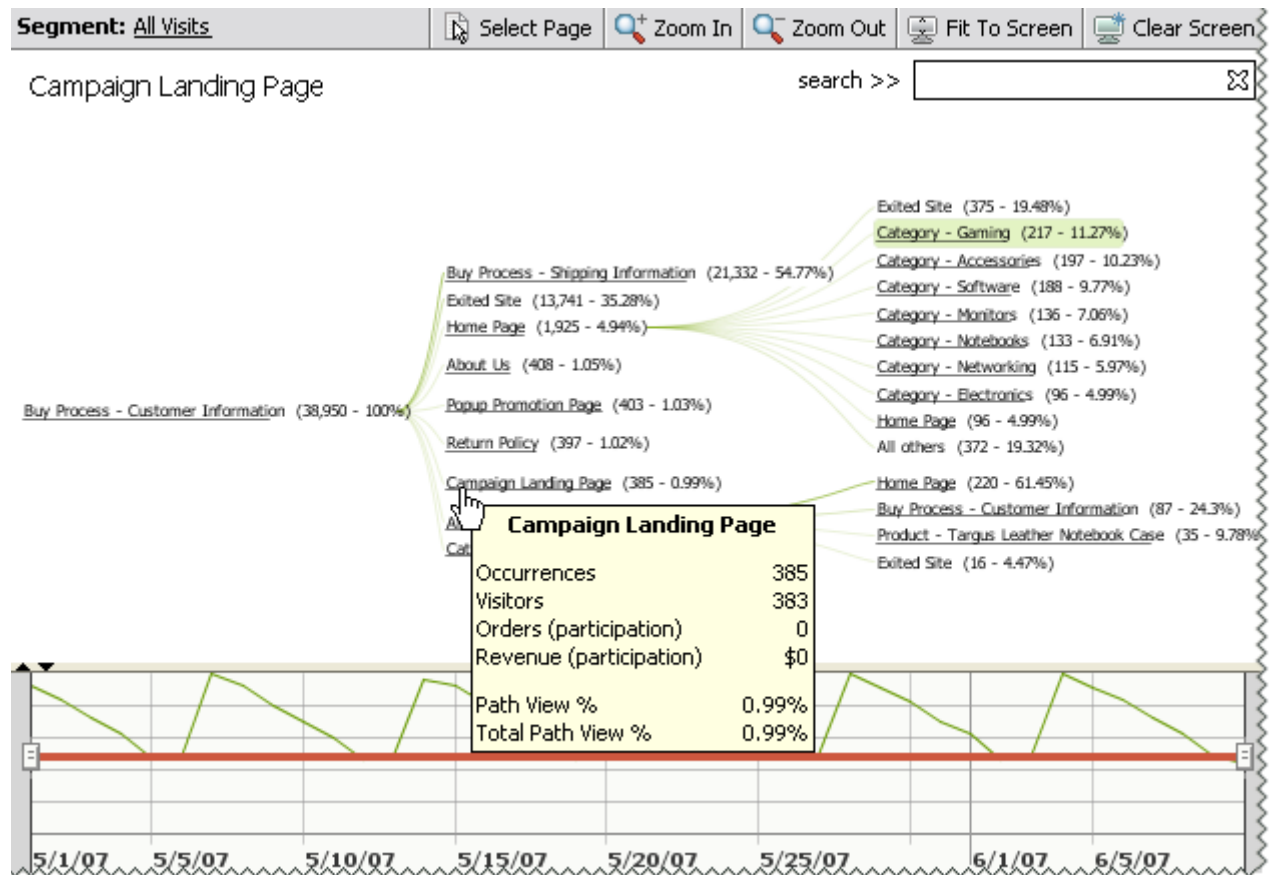 Segment: All Visits Select Page Zoom In Zoom Out Fit To Screen Clear Screen
Campaign Landing Page
search >>
Exited Site (375 - 19.48%)
Category - Gaming (217 - 11.27%)
Category - Accessories (197 - 10.23%)
Category - Software (188 - 9.77%)
Category - Monitors (136 - 7.06%)
Category - Notebooks (133 - 6.91%)
Category - Networking (115 - 5.97%)
Category - Electronics (96 - 4.99%)
Home Page (96 - 4.99%)
All others (372 - 19.32%)
Buy Process - Shipping Information (21,332 - 54.77%)
Exited Site (13,741 - 35.28%)
Home Page (1,925 - 4.94%)
About Us (408 - 1.05%)
Popup Promotion Page (403 - 1.03%)
Return Policy (397 - 1.02%)
Campaign Landing Page (385 - 0.99%)
Buy Process - Customer Information (38,950 - 100%)
Home Page (220 - 61.45%)
Buy Process - Customer Information (87 - 24.3%)
Product - Targus Leather Notebook Case (35 - 9.78%
Exited Site (16 - 4.47%)
Campaign Landing Page
Occurrences 385
Visitors 383
Orders (participation) 0
Revenue (participation) $0
Path View % 0.99%
Total Path View % 0.99%
5/1/07 5/5/07 5/10/07 5/15/07 5/20/07 5/25/07 6/1/07 6/5/07